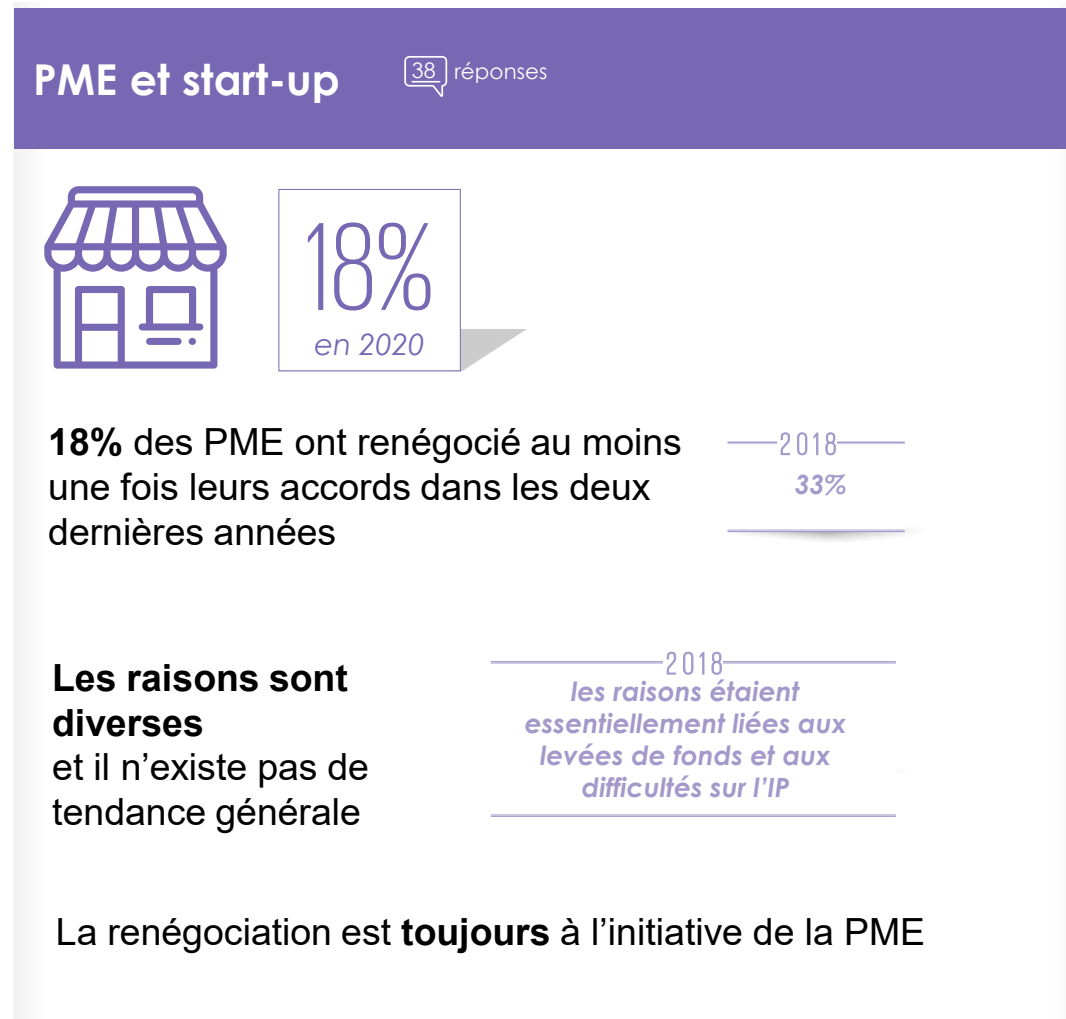 PME et start-up
38 réponses
18%
en 2020
18% des PME ont renégocié au moins
une fois leurs accords dans les deux
dernières années
2018
33%
Les raisons sont
diverses
et il n’existe pas de
tendance générale
2018
les raisons étaient
essentiellement liées aux
levées de fonds et aux
difficultés sur l’IP
La renégociation est toujours à l’initiative de la PME